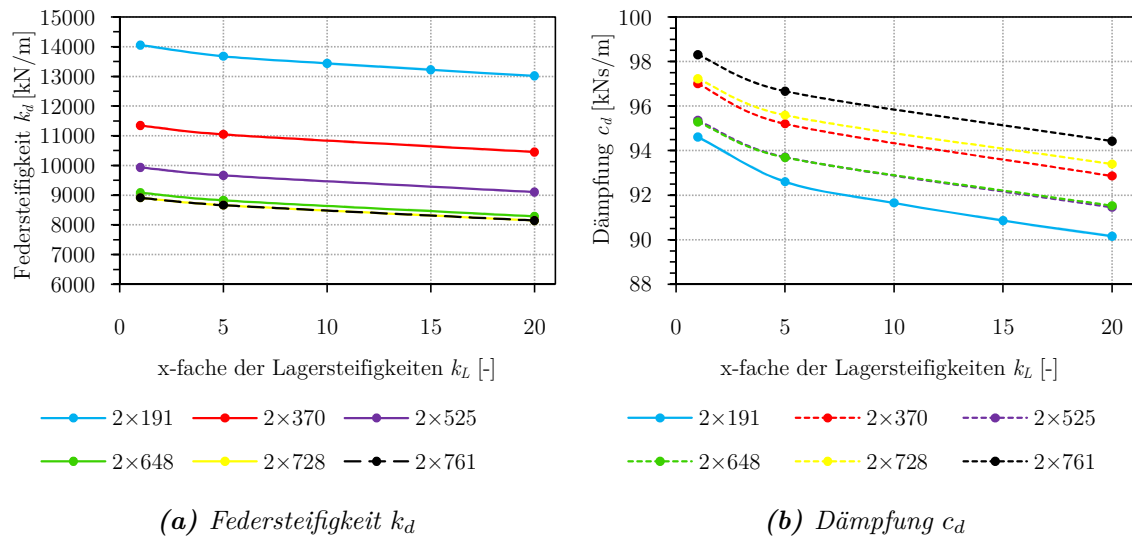 15000
14000
13000
12000
11000
10000
9000
8000
7000
6000
Federsteifigkeit k_d [kN/m]
0 5 10 15 20
x-fache der Lagersteifigkeiten k_L [-]
2×191 2×370 2×525
2×648 2×728 2×761
(a) Federsteifigkeit k_d
100
98
96
94
92
90
88
Dämpfung c_d [kNs/m]
0 5 10 15 20
x-fache der Lagersteifigkeiten k_L [-]
2×191 2×370 2×525
2×648 2×728 2×761
(b) Dämpfung c_d